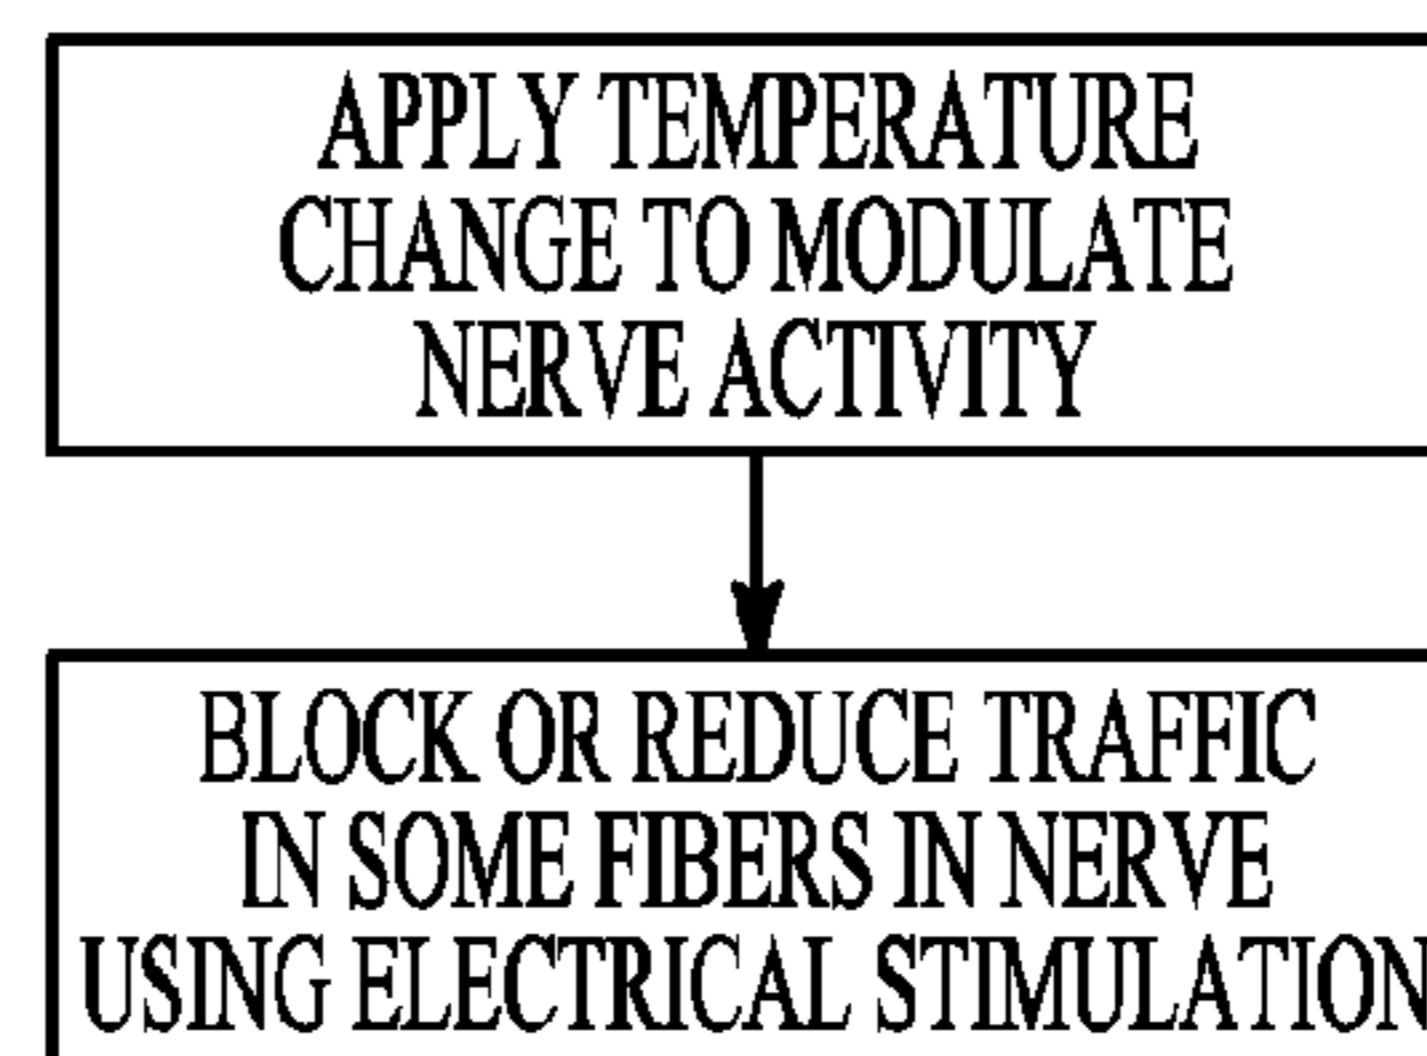 APPLY TEMPERATURE
CHANGE TO MODULATE
NERVE ACTIVITY
BLOCK OR REDUCE TRAFFIC
IN SOME FIBERS IN NERVE
USING ELECTRICAL STIMULATION